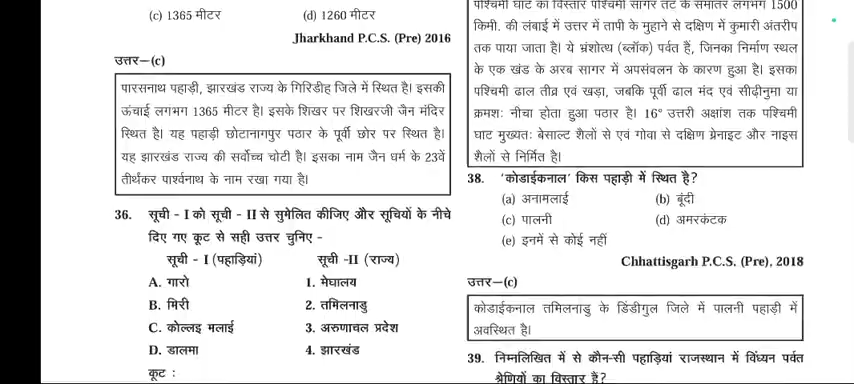 (c) 1365 मीटर (d) 1260 मीटर
Jharkhand P.C.S. (Pre) 2016
उत्तर—(c)
पारसनाथ पहाड़ी, झारखंड राज्य के गिरिडीह जिले में स्थित है। इसकी
ऊंचाई लगभग 1365 मीटर है। इसके शिखर पर शिखरजी जैन मंदिर
स्थित है। यह पहाड़ी छोटानागपुर पठार के पूर्वी छोर पर स्थित है।
यह झारखंड राज्य की सर्वोच्च चोटी है। इसका नाम जैन धर्म के 23वें
तीर्थंकर पार्श्वनाथ के नाम रखा गया है।
36. सूची - I को सूची - II से सुमेलित कीजिए और सूचियों के नीचे
दिए गए कूट से सही उत्तर चुनिए -
सूची - I (पहाड़ियां) सूची -II (राज्य)
A. गारो 1. मेघालय
B. मिरी 2. तमिलनाडु
C. कोल्लइ मलाई 3. अरुणाचल प्रदेश
D. डालमा 4. झारखंड
कूट :
पश्चिमी घाट का विस्तार पश्चिमी सागर तट के समांतर लगभग 1500
किमी. की लंबाई में उत्तर में तापी के मुहाने से दक्षिण में कुमारी अंतरीप
तक पाया जाता है। ये भ्रंशोत्थ (ब्लॉक) पर्वत हैं, जिनका निर्माण स्थल
के एक खंड के अरब सागर में अपसंवलन के कारण हुआ है। इसका
पश्चिमी ढाल तीव्र एवं खड़ा, जबकि पूर्वी ढाल मंद एवं सीढ़ीनुमा या
क्रमशः नीचा होता हुआ पठार है। 16° उत्तरी अक्षांश तक पश्चिमी
घाट मुख्यतः बेसाल्ट शैलों से एवं गोवा से दक्षिण ग्रेनाइट और नाइस
शैलों से निर्मित है।
38. ‘कोडाईकनाल’ किस पहाड़ी में स्थित है?
(a) अनामलाई (b) बूंदी
(c) पालनी (d) अमरकंटक
(e) इनमें से कोई नहीं
Chhattisgarh P.C.S. (Pre), 2018
उत्तर—(c)
कोडाईकनाल तमिलनाडु के डिंडीगुल जिले में पालनी पहाड़ी में
अवस्थित है।
39. निम्नलिखित में से कौन-सी पहाड़ियां राजस्थान में विंध्यन पर्वत
श्रेणियों का विस्तार हैं?